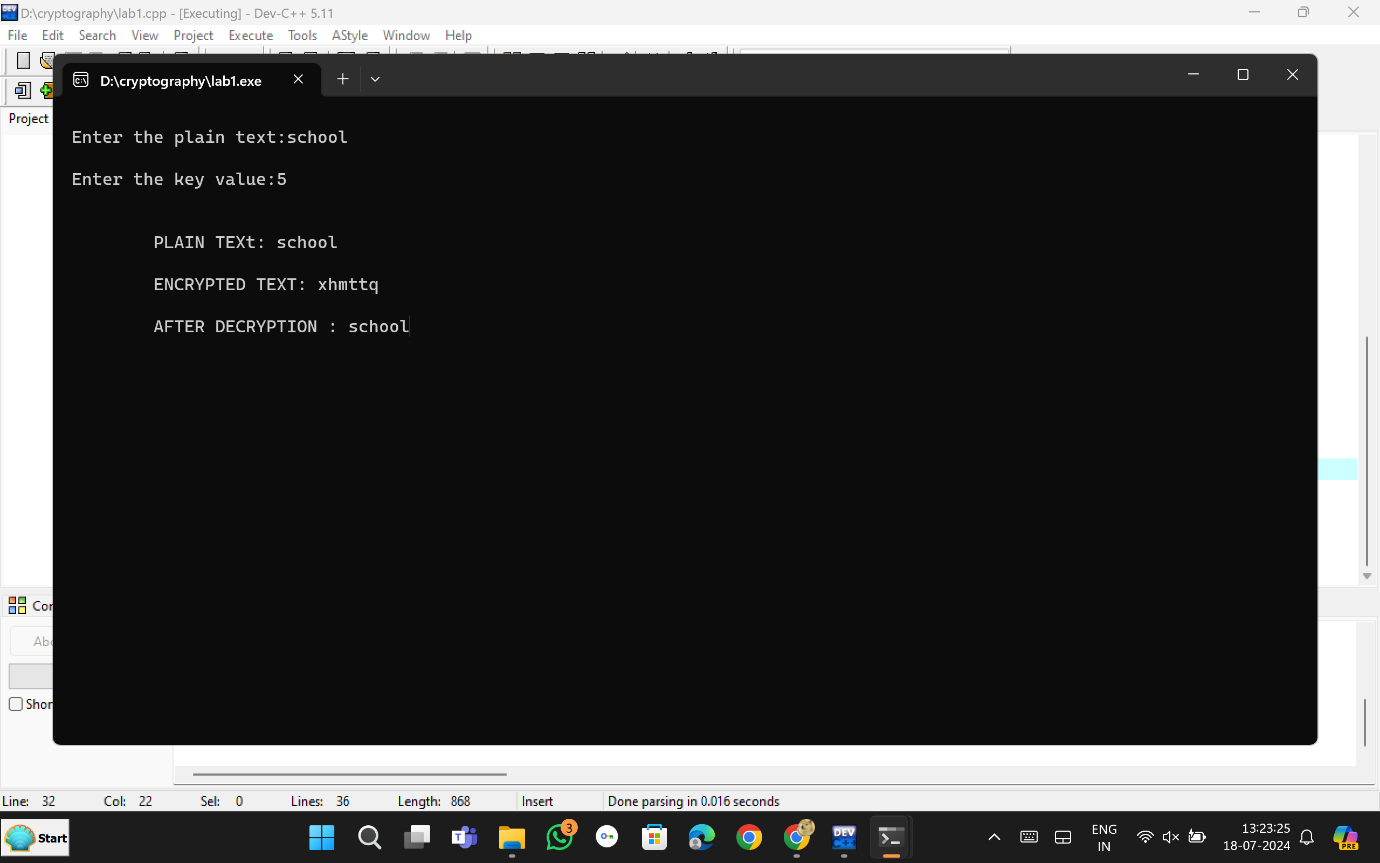 D:\cryptography\lab1.cpp - [Executing] - Dev-C++ 5.11
File Edit Search View Project Execute Tools AStyle Window Help
D:\cryptography\lab1.exe
Project
Enter the plain text:school
Enter the key value:5
PLAIN TEXt: school
ENCRYPTED TEXT: xhmttq
AFTER DECRYPTION : school
Line: 32 Col: 22 Sel: 0 Lines: 36 Length: 868 Insert Done parsing in 0.016 seconds
Start
3
DEV
PRE
ENG
IN
13:23:25
18-07-2024